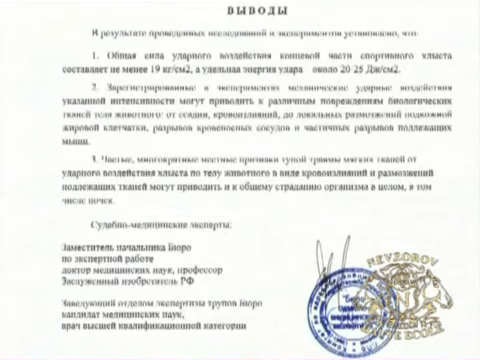 ВЫВОДЫ
В результате проведенных исследований и экспериментов установлено, что:
1. Общая сила ударного воздействия концевой части спортивного хлыста
составляет не менее 19 кг/см2, а удельная энергия удара около 20-25 Дж/см2.
2. Зарегистрированные в экспериментах механические ударные воздействия
указанной интенсивности могут приводить к различным повреждениям биологических
тканей теля животного: от ссадин, кровоизлияний, до локальных размозжений подкожной
жировой клетчатки, разрывов кровеносных сосудов и частичных разрывов подлежащих
мышц.
3. Частые, многократные местные признаки тупой травмы мягких тканей от
ударного воздействия хлыста по телу животного в виде кровоизлияний и размозжений
подлежащих тканей могут приводить и к общему страданию организма в целом, в том
числе почек.
Судебно-медицинские эксперты:
Заместитель начальника Бюро
по экспертной работе
доктор медицинских наук, профессор
Заслуженный изобретатель РФ
Заведующий отделом экспертизы трупов Бюро
кандидат медицинских наук,
врач высшей квалификационной категории
"Бюро
NEVZOROV
HAUTE ECOLE